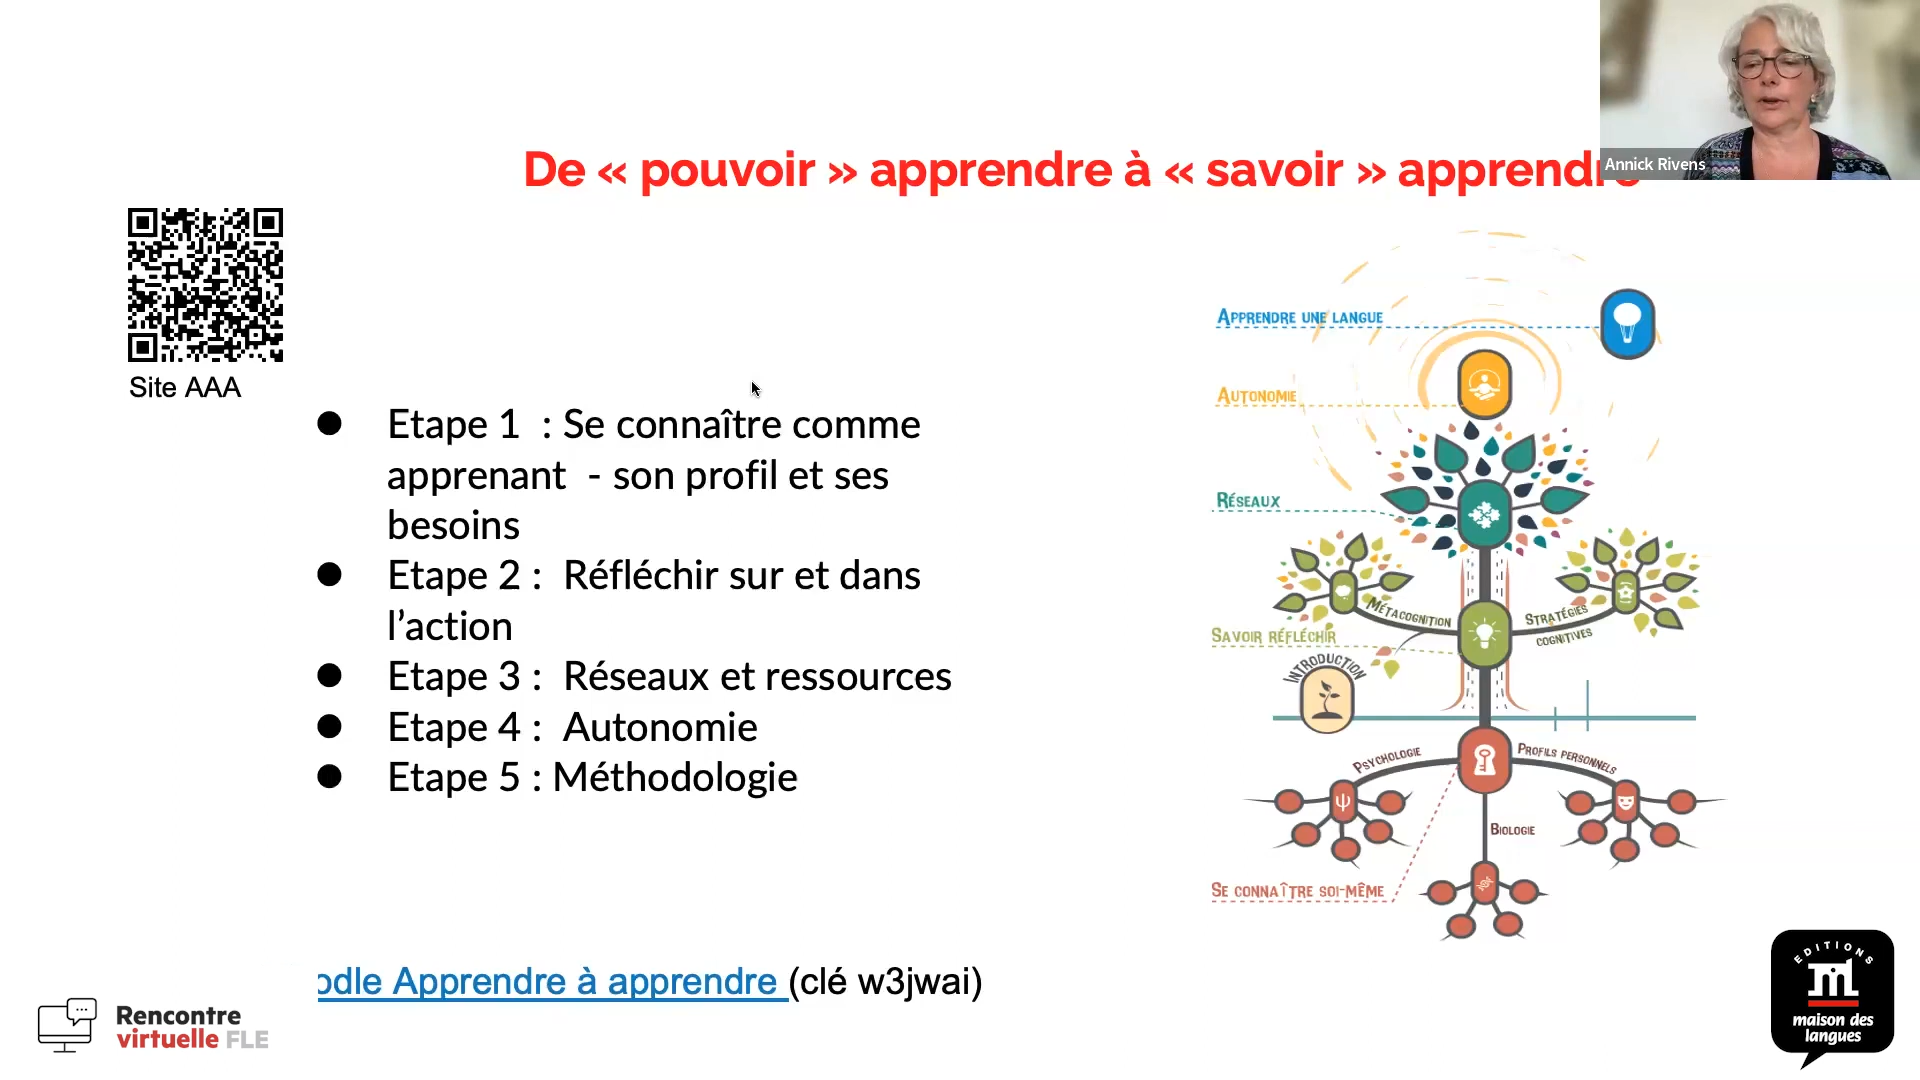 Annick Rivens
De « pouvoir » apprendre à « savoir » apprendre
Site AAA
● Etape 1 : Se connaître comme
apprenant - son profil et ses
besoins
● Etape 2 : Réfléchir sur et dans
l’action
● Etape 3 : Réseaux et ressources
● Etape 4 : Autonomie
● Etape 5 : Méthodologie
odle Apprendre à apprendre (clé w3jwai)
APPRENDRE UNE LANGUE
AUTONOMIE
RÉSEAUX
MÉTACOGNITION
STRATÉGIES
COGNITIVES
SAVOIR RÉFLÉCHIR
INTRODUCTION
PSYCHOLOGIE
PROFILS PERSONNELS
BIOLOGIE
SE CONNAÎTRE SOI-MÊME
Rencontre
virtuelle FLE
EDITIONS
maison des
langues